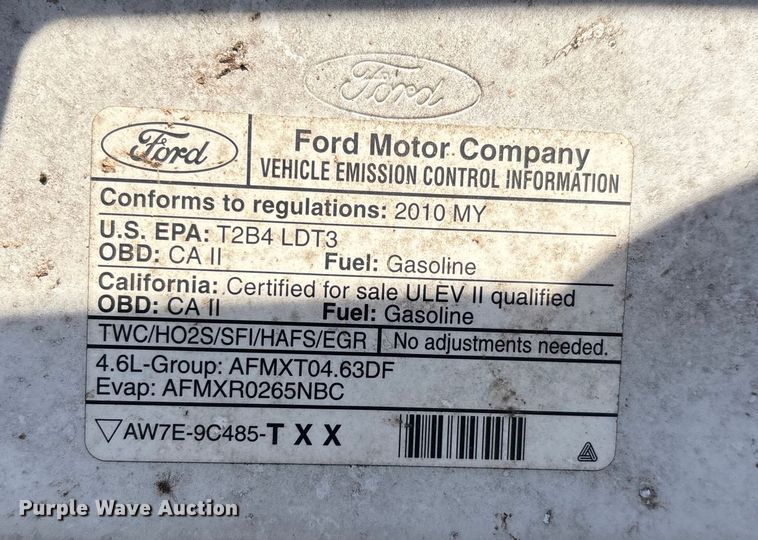 Ford
Ford
Ford Motor Company
VEHICLE EMISSION CONTROL INFORMATION
Conforms to regulations: 2010 MY
U.S. EPA: T2B4 LDT3
OBD: CA II Fuel: Gasoline
California: Certified for sale ULEV II qualified
OBD: CA II Fuel: Gasoline
TWC/HO2S/SFI/HAFS/EGR No adjustments needed.
4.6L-Group: AFMXT04.63DF
Evap: AFMXR0265NBC
AW7E-9C485-TXX
Purple Wave Auction